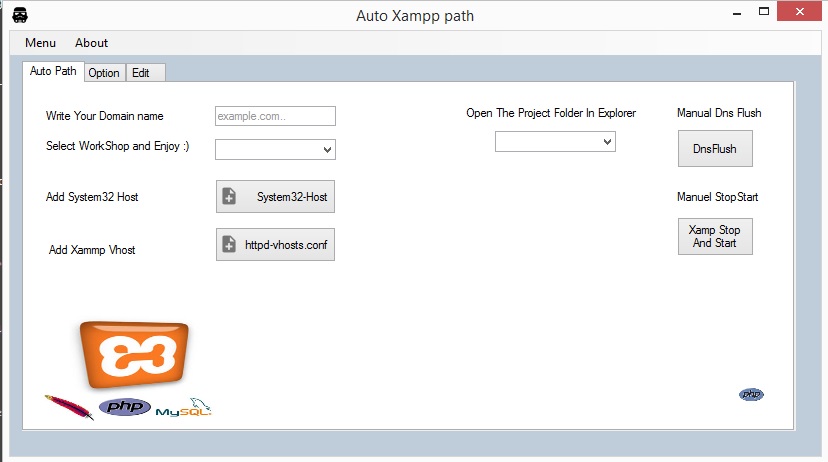 Auto Xampp path
Menu About
Auto Path Option Edit
Write Your Domain name
example.com..
Select WorkShop and Enjoy :)
Add System32 Host
System32-Host
Add Xammp Vhost
httpd-vhosts.conf
Open The Project Folder In Explorer
Manual Dns Flush
DnsFlush
Manuel StopStart
Xamp Stop
And Start
php
MySQL
php